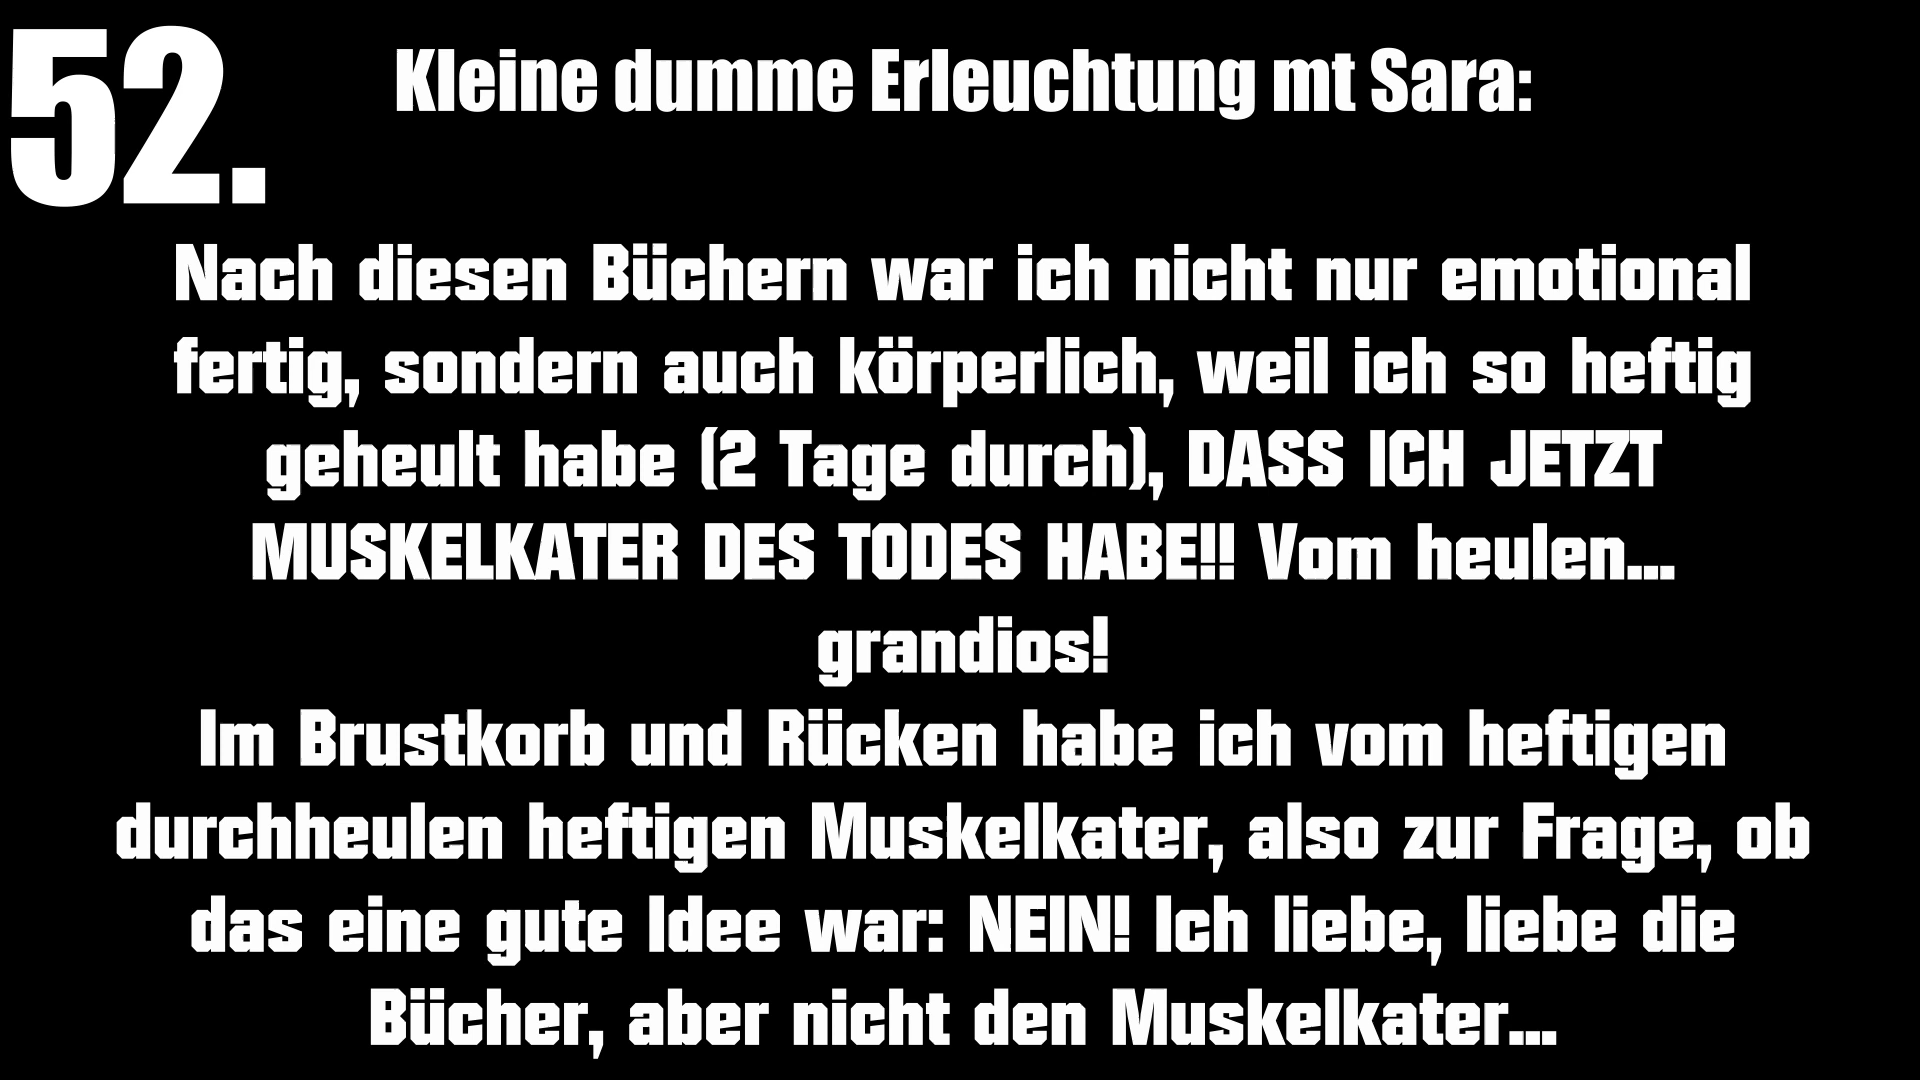 52.
Kleine dumme Erleuchtung mt Sara:
Nach diesen Büchern war ich nicht nur emotional
fertig, sondern auch körperlich, weil ich so heftig
geheult habe (2 Tage durch), DASS ICH JETZT
MUSKELKATER DES TODES HABE!! Vom heulen...
grandios!
Im Brustkorb und Rücken habe ich vom heftigen
durchheulen heftigen Muskelkater, also zur Frage, ob
das eine gute Idee war: NEIN! Ich liebe, liebe die
Bücher, aber nicht den Muskelkater...